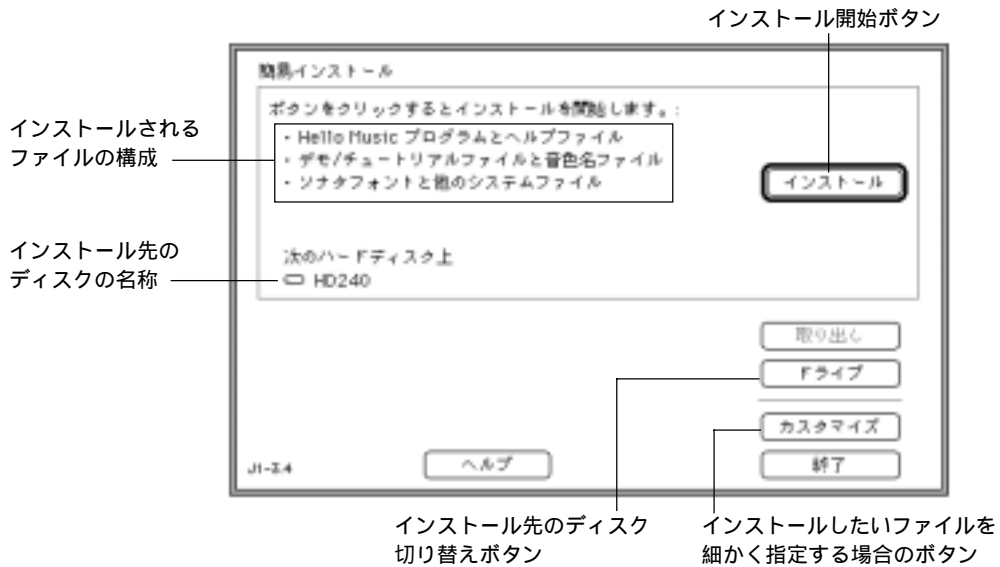 インストール開始ボタン
簡易インストール
ボタンをクリックするとインストールを開始します。:
インストールされる
ファイルの構成
・Hello Music プログラムとヘルプファイル
・デモ/チュートリアルファイルと音色名ファイル
・ソナタフォントと他のシステムファイル
インストール
インストール先の
ディスクの名称
次のハードディスク上
HD240
取り出し
ドライブ
カスタマイズ
J1-3.4
ヘルプ
終了
インストール先のディスク
切り替えボタン
インストールしたいファイルを
細かく指定する場合のボタン